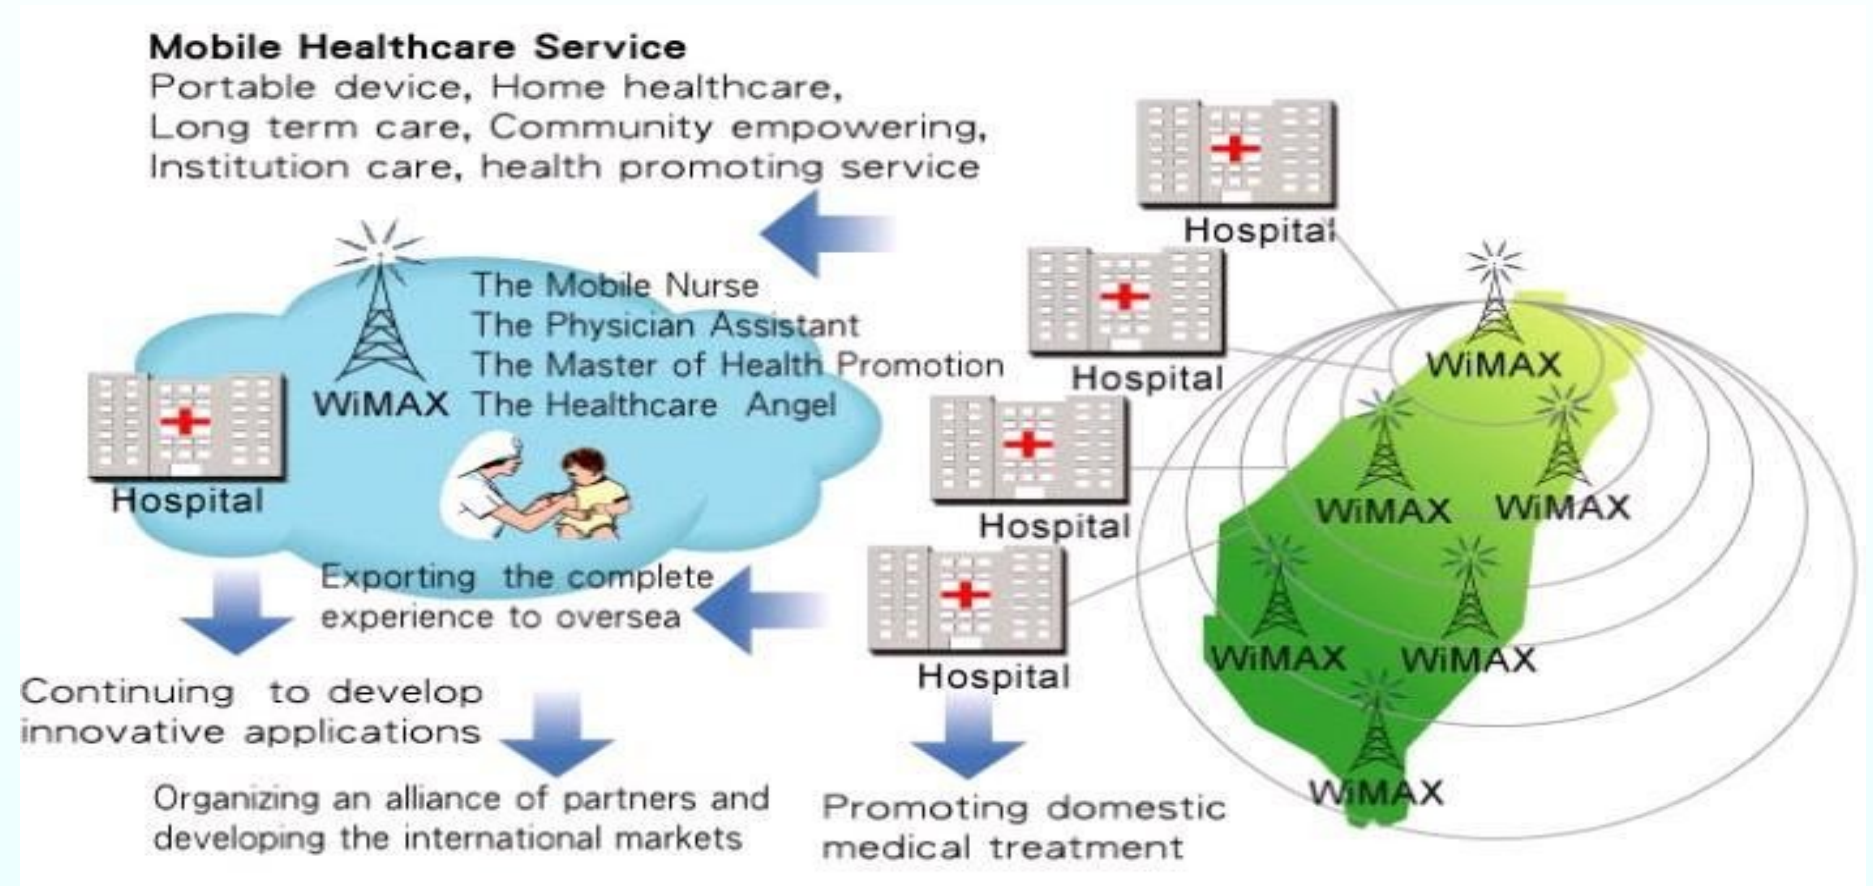 Mobile Healthcare Service
Portable device, Home healthcare,
Long term care, Community empowering,
Institution care, health promoting service
Hospital
Hospital
Hospital
Hospital
WiMAX
WiMAX
WiMAX
WiMAX
WiMAX
WiMAX
The Mobile Nurse
The Physician Assistant
The Master of Health Promotion
The Healthcare Angel
WiMAX
Hospital
Exporting the complete
experience to oversea
Continuing to develop
innovative applications
Organizing an alliance of partners and
developing the international markets
Promoting domestic
medical treatment